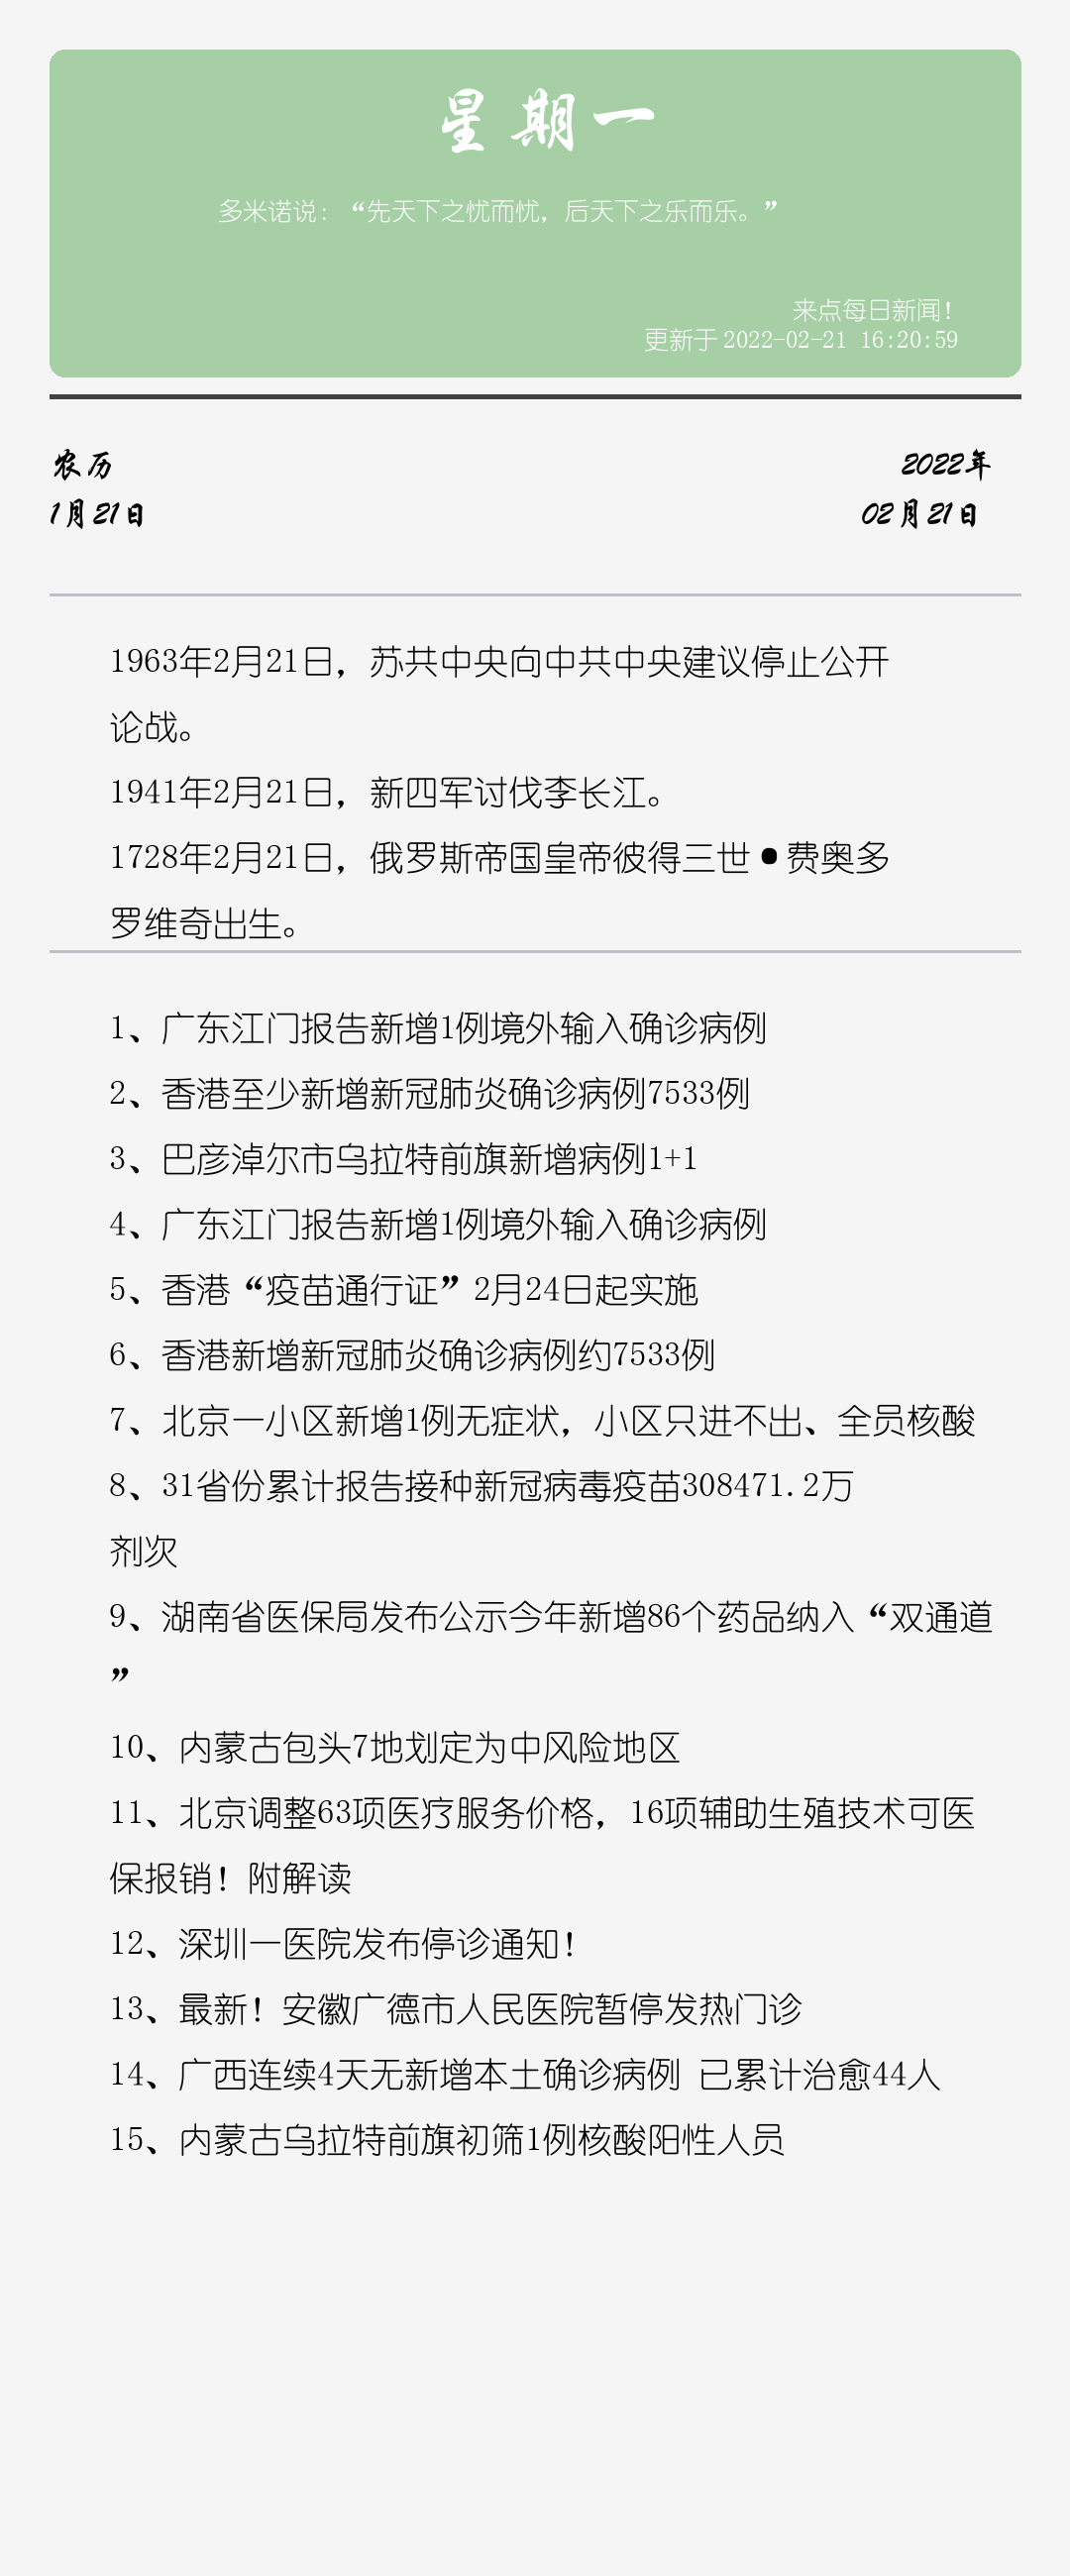 星期一
多米诺说：“先天下之忧而忧，后天下之乐而乐。”
来点每日新闻！
更新于 2022-02-21 16:20:59
农历
2022年
1月21日
02月21日
1963年2月21日，苏共中央向中共中央建议停止公开
论战。
1941年2月21日，新四军讨伐李长江。
1728年2月21日，俄罗斯帝国皇帝彼得三世•费奥多
罗维奇出生。
1、广东江门报告新增1例境外输入确诊病例
2、香港至少新增新冠肺炎确诊病例7533例
3、巴彦淖尔市乌拉特前旗新增病例1+1
4、广东江门报告新增1例境外输入确诊病例
5、香港“疫苗通行证”2月24日起实施
6、香港新增新冠肺炎确诊病例约7533例
7、北京一小区新增1例无症状，小区只进不出、全员核酸
8、31省份累计报告接种新冠病毒疫苗308471.2万
剂次
9、湖南省医保局发布公示今年新增86个药品纳入“双通道
”
10、内蒙古包头7地划定为中风险地区
11、北京调整63项医疗服务价格，16项辅助生殖技术可医
保报销！附解读
12、深圳一医院发布停诊通知！
13、最新！安徽广德市人民医院暂停发热门诊
14、广西连续4天无新增本土确诊病例 已累计治愈44人
15、内蒙古乌拉特前旗初筛1例核酸阳性人员